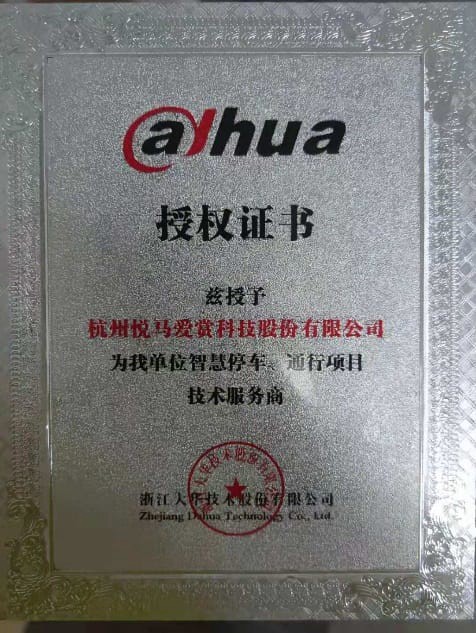 alhua
授权证书
兹授予
杭州悦马爱赏科技股份有限公司
为我单位智慧停车、通行项目
技术服务商
浙江大华技术股份有限公司
Zhejiang Dahua Technology Co., Ltd.